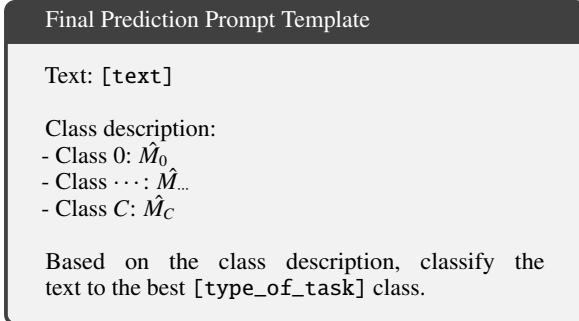 Final Prediction Prompt Template
Text: [text]
Class description:
- Class 0: M̂₀
- Class ⋯: M̂...
- Class C: M̂_C
Based on the class description, classify the
text to the best [type_of_task] class.